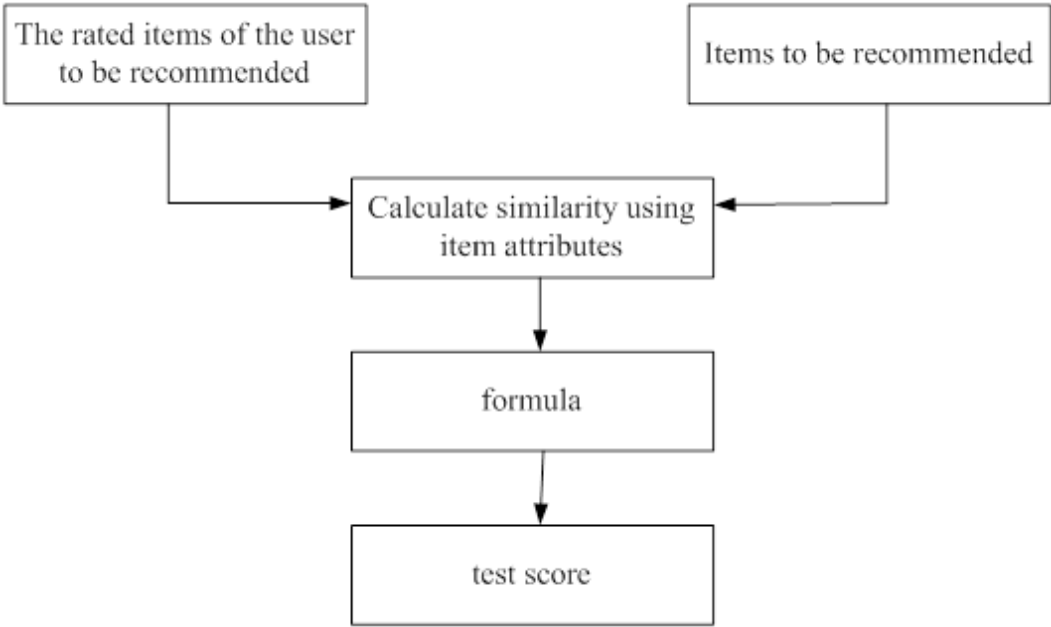 The rated items of the user
to be recommended
Items to be recommended
Calculate similarity using
item attributes
formula
test score